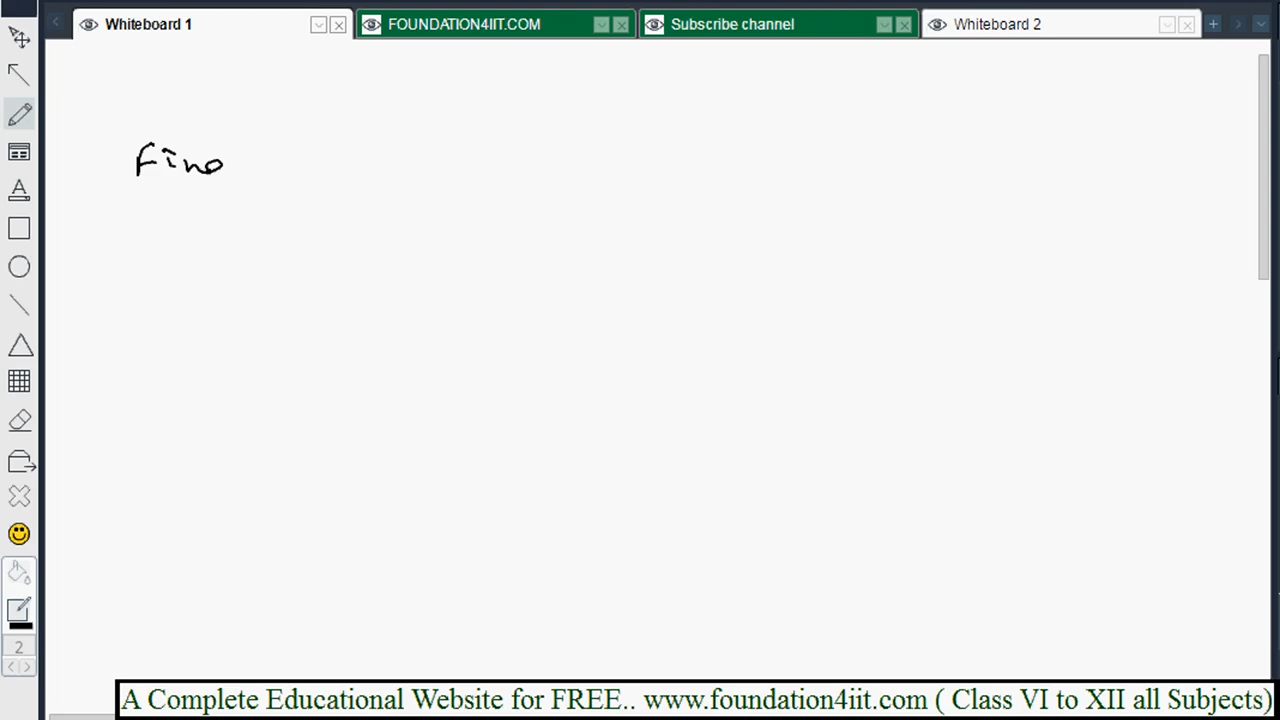 Whiteboard 1
FOUNDATION4IIT.COM
Subscribe channel
Whiteboard 2
Fino
2
A Complete Educational Website for FREE.. www.foundation4iit.com ( Class VI to XII all Subjects)